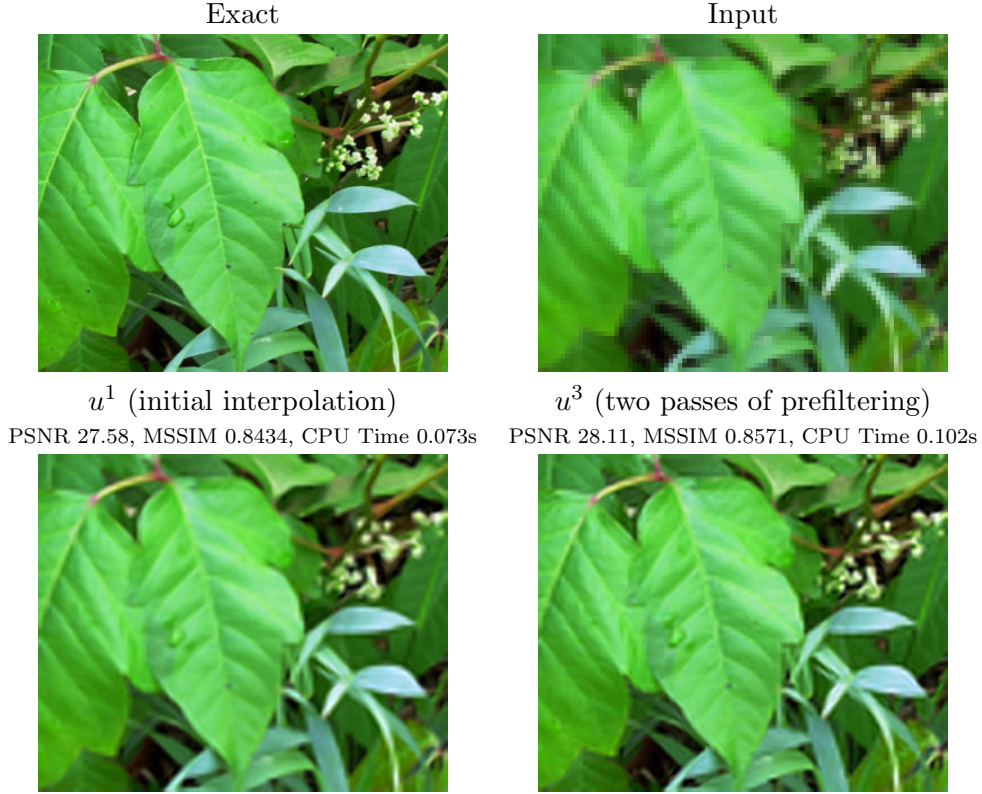 Exact
Input
u¹ (initial interpolation)
PSNR 27.58, MSSIM 0.8434, CPU Time 0.073s
u³ (two passes of prefiltering)
PSNR 28.11, MSSIM 0.8571, CPU Time 0.102s